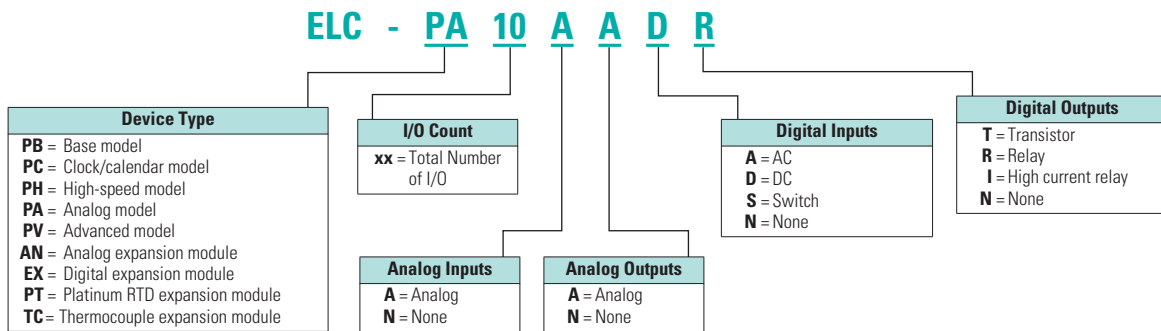 ELC - PA 10 A A D R
Device Type
PB = Base model
PC = Clock/calendar model
PH = High-speed model
PA = Analog model
PV = Advanced model
AN = Analog expansion module
EX = Digital expansion module
PT = Platinum RTD expansion module
TC = Thermocouple expansion module
I/O Count
xx = Total Number
of I/O
Analog Inputs
A = Analog
N = None
Analog Outputs
A = Analog
N = None
Digital Inputs
A = AC
D = DC
S = Switch
N = None
Digital Outputs
T = Transistor
R = Relay
I = High current relay
N = None